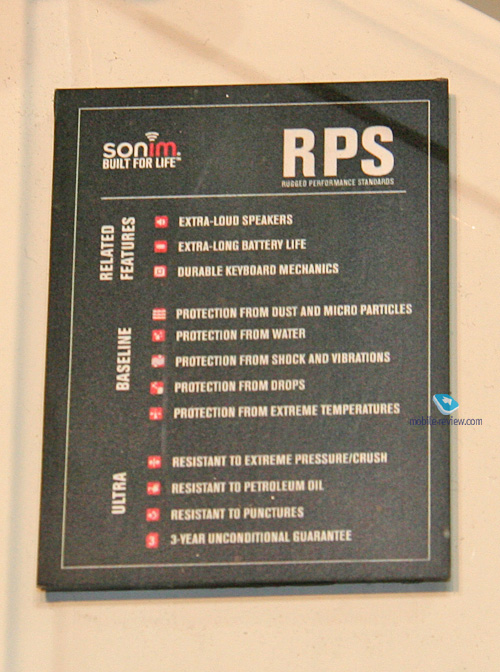 sonim.
BUILT FOR LIFE™
RPS
RUGGED PERFORMANCE STANDARDS
RELATED
FEATURES
EXTRA-LOUD SPEAKERS
EXTRA-LONG BATTERY LIFE
DURABLE KEYBOARD MECHANICS
BASELINE
PROTECTION FROM DUST AND MICRO PARTICLES
PROTECTION FROM WATER
PROTECTION FROM SHOCK AND VIBRATIONS
PROTECTION FROM DROPS
PROTECTION FROM EXTREME TEMPERATURES
mobile-review.com
ULTRA
RESISTANT TO EXTREME PRESSURE/CRUSH
RESISTANT TO PETROLEUM OIL
RESISTANT TO PUNCTURES
3
3-YEAR UNCONDITIONAL GUARANTEE